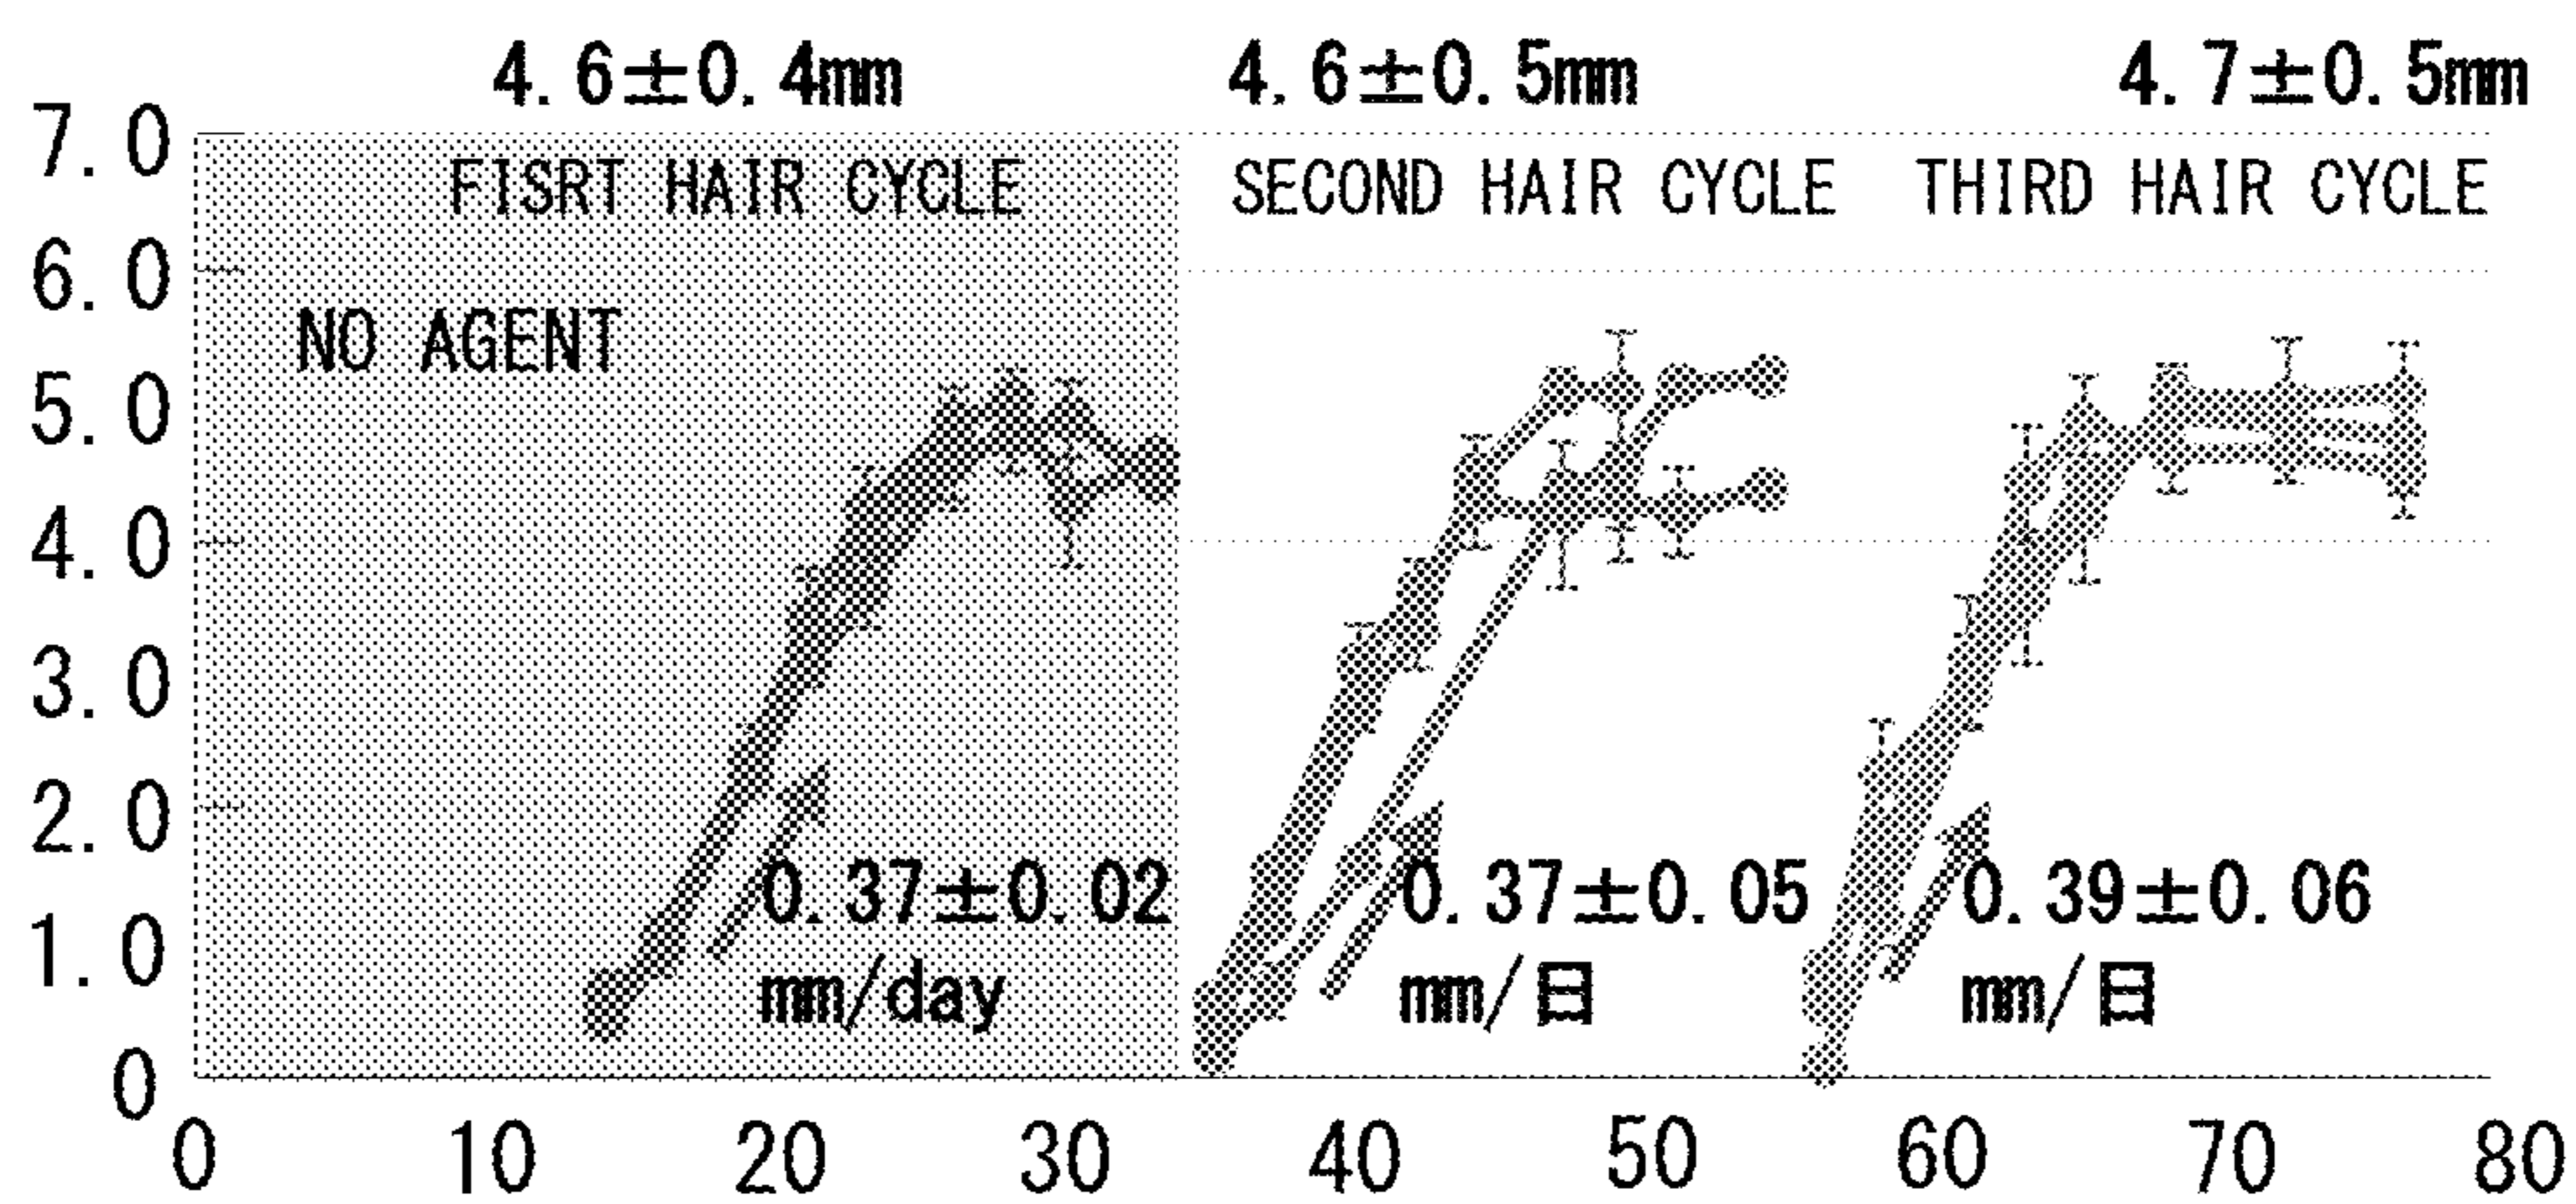 4.6±0.4mm 4.6±0.5mm 4.7±0.5mm
7.0
FISRT HAIR CYCLE SECOND HAIR CYCLE THIRD HAIR CYCLE
6.0
NO AGENT
5.0
4.0
3.0
2.0
0.37±0.02 0.37±0.05 0.39±0.06
1.0
mm/day mm/日 mm/日
0
0 10 20 30 40 50 60 70 80